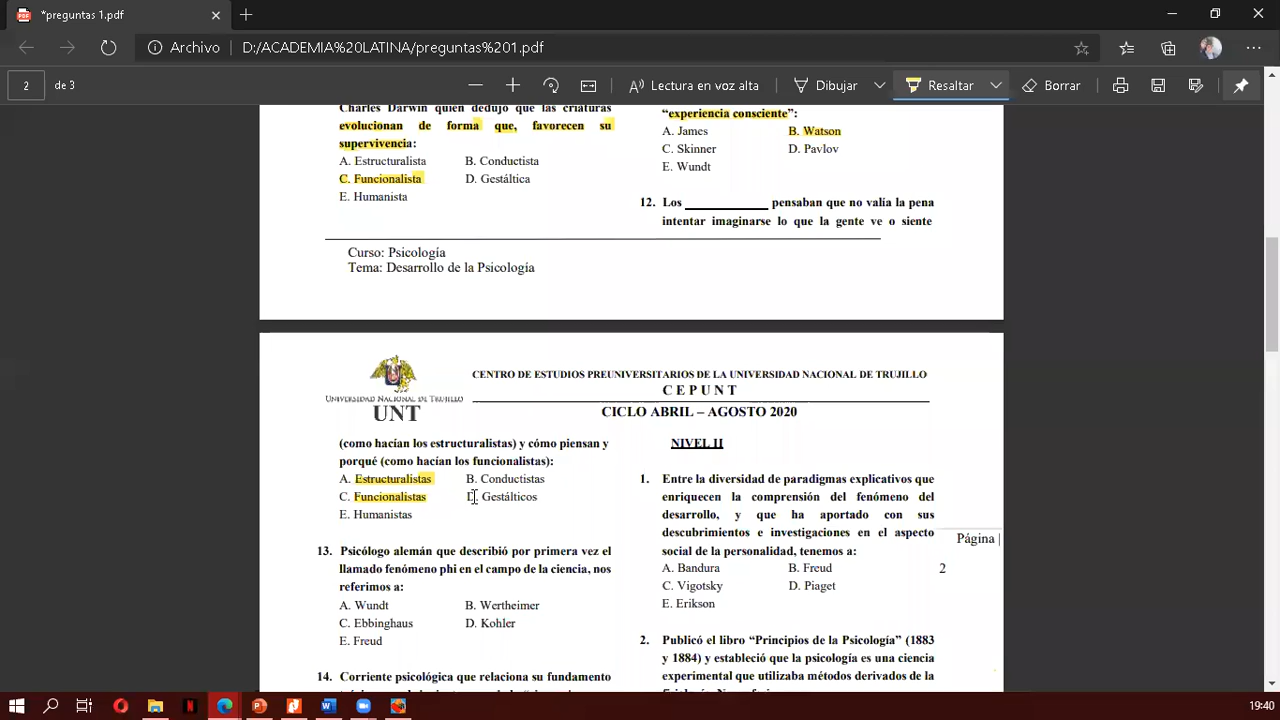 *preguntas 1.pdf
Archivo
D:/ACADEMIA%20LATINA/preguntas%201.pdf
2 de 3
Lectura en voz alta
Dibujar
Resaltar
Borrar
Charles Darwin quien dedujo que las criaturas
evolucionan de forma que, favorecen su
supervivencia:
A. Estructuralista B. Conductista
C. Funcionalista D. Gestáltica
E. Humanista
“experiencia consciente”:
A. James B. Watson
C. Skinner D. Pavlov
E. Wundt
12. Los ____________ pensaban que no valía la pena
intentar imaginarse lo que la gente ve o siente
Curso: Psicología
Tema: Desarrollo de la Psicología
UNIVERSIDAD NACIONAL DE TRUJILLO
UNT
CENTRO DE ESTUDIOS PREUNIVERSITARIOS DE LA UNIVERSIDAD NACIONAL DE TRUJILLO
C E P U N T
CICLO ABRIL – AGOSTO 2020
(como hacían los estructuralistas) y cómo piensan y
porqué (como hacían los funcionalistas):
A. Estructuralistas B. Conductistas
C. Funcionalistas D. Gestálticos
E. Humanistas
13. Psicólogo alemán que describió por primera vez el
llamado fenómeno phi en el campo de la ciencia, nos
referimos a:
A. Wundt B. Wertheimer
C. Ebbinghaus D. Kohler
E. Freud
14. Corriente psicológica que relaciona su fundamento
NIVEL II
1. Entre la diversidad de paradigmas explicativos que
enriquecen la comprensión del fenómeno del
desarrollo, y que ha aportado con sus
descubrimientos e investigaciones en el aspecto
social de la personalidad, tenemos a:
A. Bandura B. Freud
C. Vigotsky D. Piaget
E. Erikson
2. Publicó el libro “Principios de la Psicología” (1883
y 1884) y estableció que la psicología es una ciencia
experimental que utilizaba métodos derivados de la
Página |
2
19:40